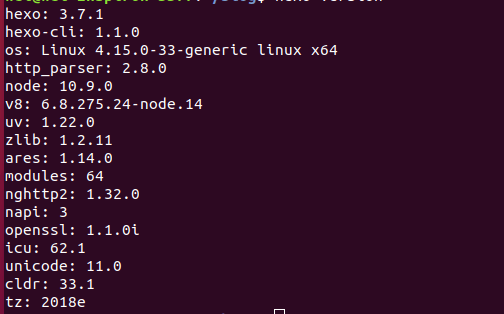 hexo: 3.7.1
hexo-cli: 1.1.0
os: Linux 4.15.0-33-generic linux x64
http_parser: 2.8.0
node: 10.9.0
v8: 6.8.275.24-node.14
uv: 1.22.0
zlib: 1.2.11
ares: 1.14.0
modules: 64
nghttp2: 1.32.0
napi: 3
openssl: 1.1.0i
icu: 62.1
unicode: 11.0
cldr: 33.1
tz: 2018e